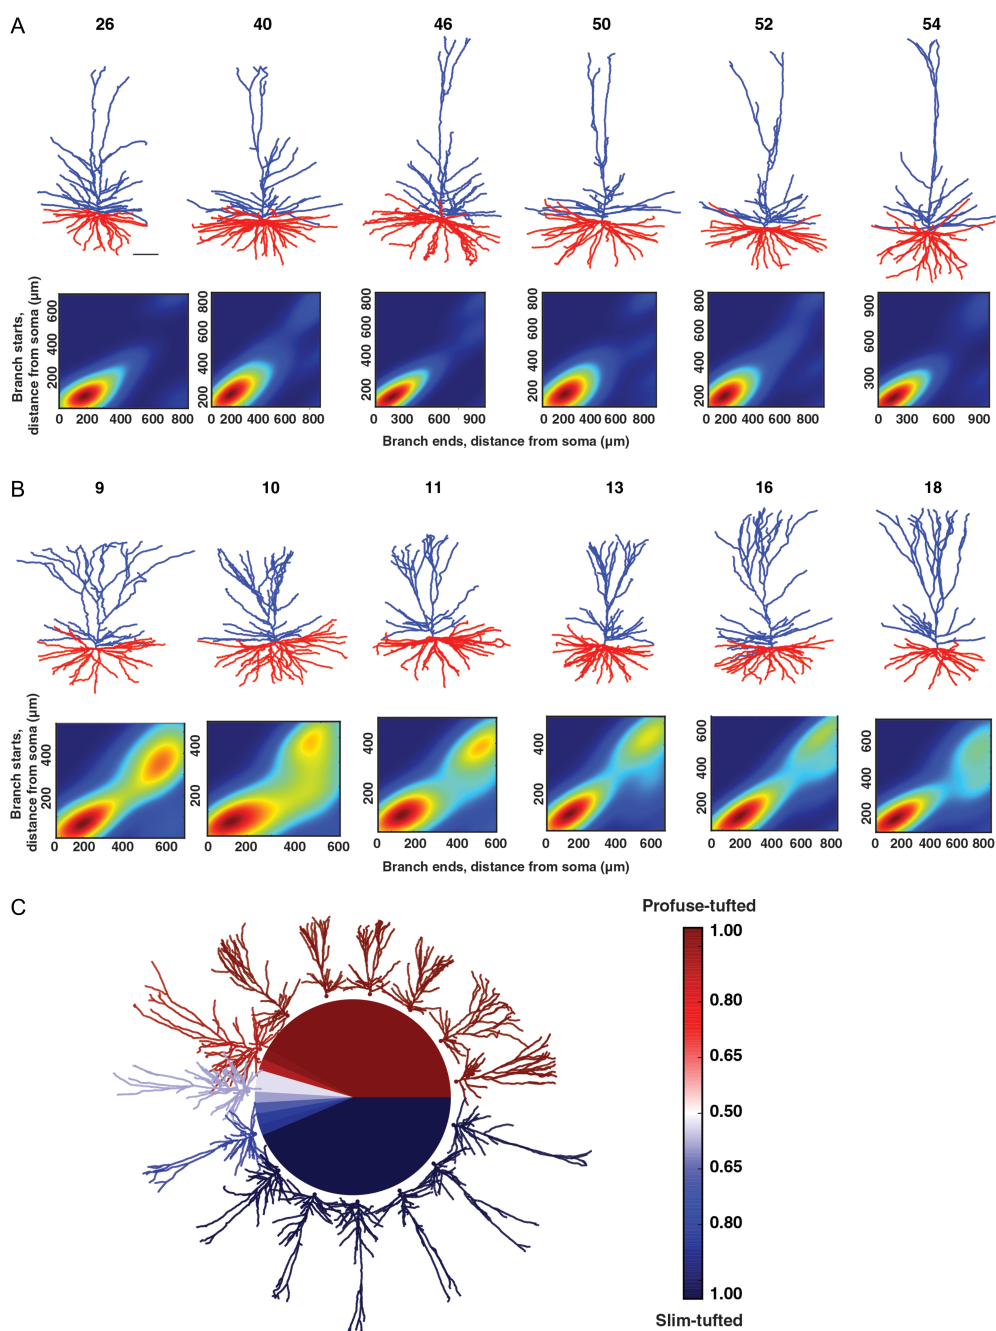 A
26 40 46 50 52 54
Branch starts,
distance from soma (µm)
200 400 600
200 400 600 800
200 600 800
200 400 600 800
200 400 600 800
300 600 900
0 200 400 600 800
0 200 400 600 800
0 300 600 900
0 200 400 600 800
0 200 400 600 800
0 300 600 900
Branch ends, distance from soma (µm)
B
9 10 11 13 16 18
Branch starts,
distance from soma (µm)
200 400
200 400
200 400
200 400
200 400 600
200 400 600
0 200 400 600
0 200 400 600
0 200 400 600
0 200 400 600
0 200 400 600 800
0 200 400 600 800
Branch ends, distance from soma (µm)
C
Profuse-tufted
1.00
0.80
0.65
0.50
0.65
0.80
1.00
Slim-tufted